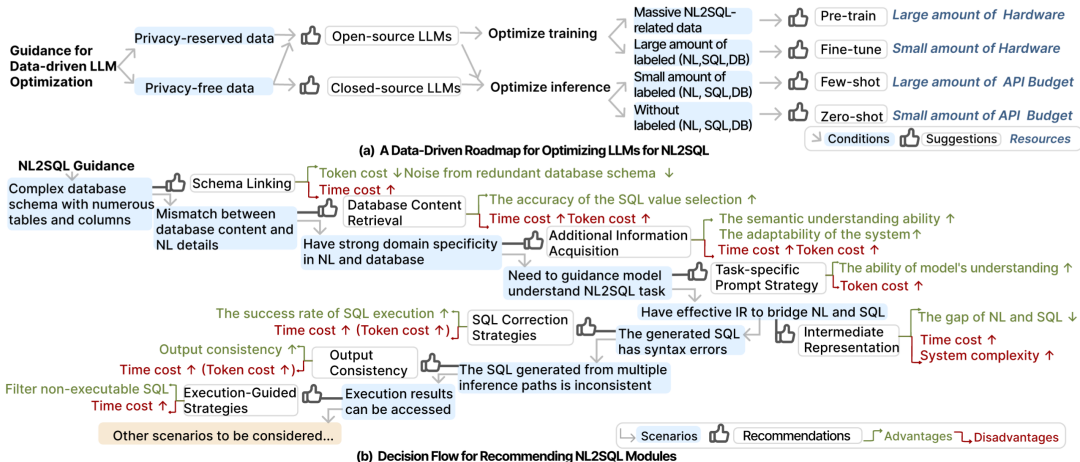 Guidance for
Data-driven LLM
Optimization
Privacy-reserved data
Privacy-free data
Open-source LLMs
Closed-source LLMs
Optimize training
Optimize inference
Massive NL2SQL-
related data
Large amount of
labeled (NL,SQL,DB)
Small amount of
labeled (NL, SQL,DB)
Without
labeled (NL, SQL,DB)
Pre-train
Large amount of Hardware
Fine-tune
Small amount of Hardware
Few-shot
Large amount of API Budget
Zero-shot
Small amount of API Budget
Conditions
Suggestions
Resources
(a) A Data-Driven Roadmap for Optimizing LLMs for NL2SQL
NL2SQL Guidance
Complex database
schema with numerous
tables and columns
Schema Linking
Token cost ↓Noise from redundant database schema ↓
Time cost ↑
Mismatch between
database content and
NL details
Database Content
Retrieval
The accuracy of the SQL value selection ↑
Time cost ↑ Token cost ↑
Have strong domain specificity
in NL and database
Additional Information
Acquisition
The semantic understanding ability ↑
The adaptability of the system↑
Time cost ↑ Token cost ↑
Need to guidance model
understand NL2SQL task
Task-specific
Prompt Strategy
The ability of model's understanding ↑
Token cost ↑
Have effective IR to bridge NL and SQL
Intermediate
Representation
The gap of NL and SQL ↓
Time cost ↑
System complexity ↑
The generated SQL
has syntax errors
SQL Correction
Strategies
The success rate of SQL execution ↑
Time cost ↑ (Token cost ↑)
The SQL generated from multiple
inference paths is inconsistent
Output
Consistency
Output consistency ↑
Time cost ↑ (Token cost ↑)
Execution results
can be accessed
Execution-Guided
Strategies
Filter non-executable SQL
Time cost ↑
Other scenarios to be considered...
Scenarios
Recommendations
Advantages
Disadvantages
(b) Decision Flow for Recommending NL2SQL Modules